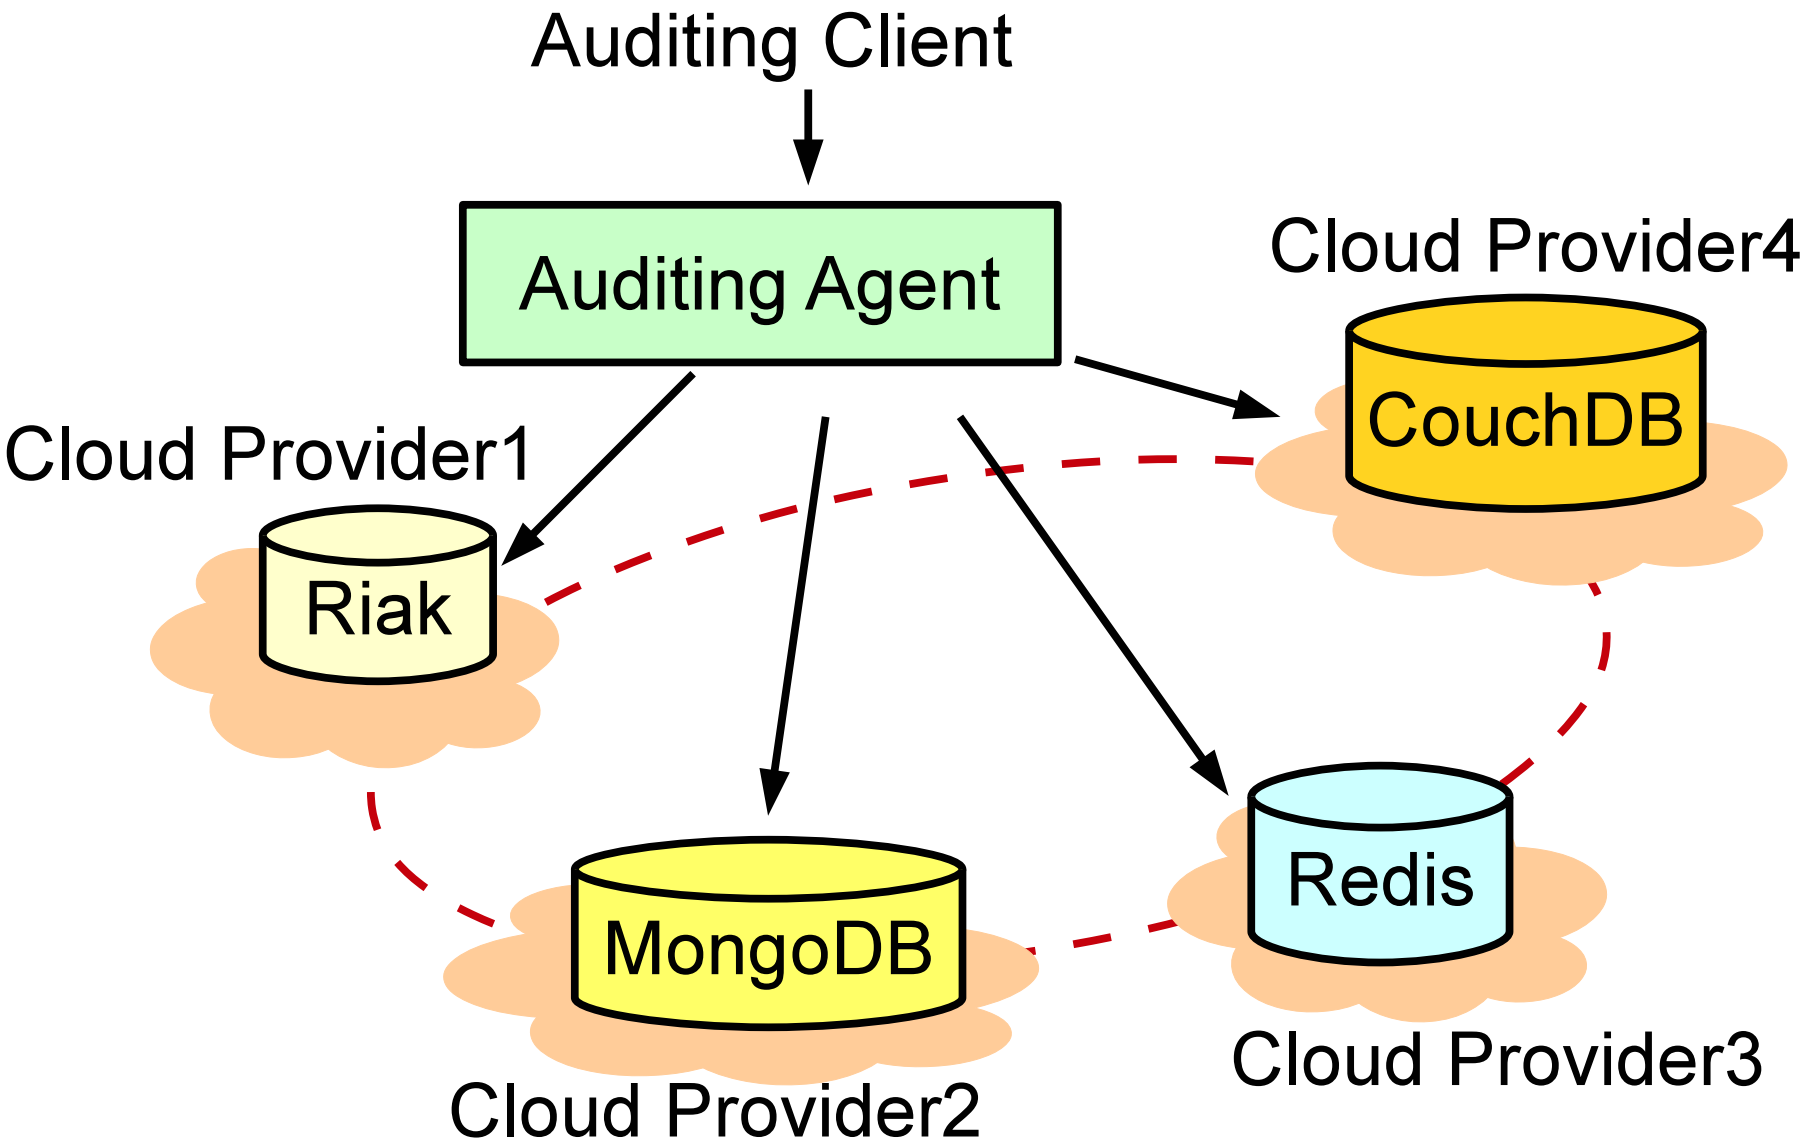 Auditing Client
Auditing Agent
Cloud Provider4
CouchDB
Cloud Provider1
Riak
Redis
MongoDB
Cloud Provider3
Cloud Provider2